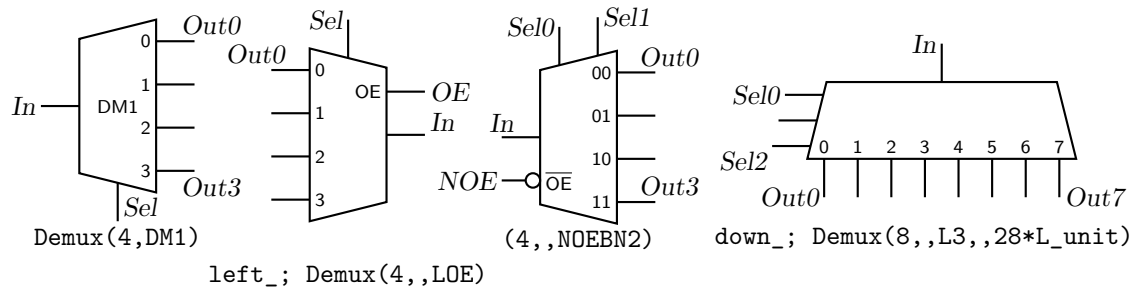 In
DM1
0
1
2
3
Out0
Out3
Sel
Demux(4,DM1)
Sel
Out0
0
1
2
3
OE
OE
In
left_; Demux(4,,LOE)
Sel0
Sel1
In
NOE
OE
00
01
10
11
Out0
Out3
(4,,NOEBN2)
In
Sel0
Sel2
0 1 2 3 4 5 6 7
Out0
Out7
down_; Demux(8,,L3,,28*L_unit)